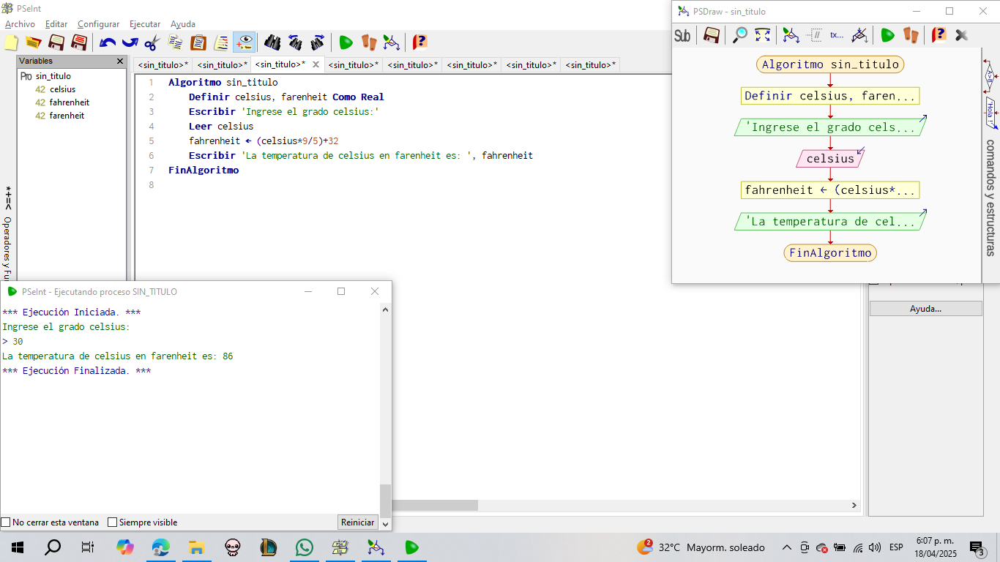 PSeInt
Archivo Editar Configurar Ejecutar Ayuda
Variables
Pro sin_titulo
42 celsius
42 fahrenheit
42 farenheit
*+=< Operadores y Fun
<sin_titulo>* <sin_titulo>* <sin_titulo>* <sin_titulo>* <sin_titulo>* <sin_titulo>* <sin_titulo>* <sin_titulo>*
1 Algoritmo sin_titulo
2 Definir celsius, farenheit Como Real
3 Escribir 'Ingrese el grado celsius:'
4 Leer celsius
5 fahrenheit ← (celsius*9/5)+32
6 Escribir 'La temperatura de celsius en farenheit es: ', fahrenheit
7 FinAlgoritmo
8
PSDraw - sin_titulo
Sub
tx...
Algoritmo sin_titulo
Definir celsius, faren...
'Ingrese el grado cels...
celsius
fahrenheit ← (celsius*...
'La temperatura de cel...
FinAlgoritmo
A>B
'Hola !'
comandos y estructuras
Ayuda...
PSeInt - Ejecutando proceso SIN_TITULO
*** Ejecución Iniciada. ***
Ingrese el grado celsius:
> 30
La temperatura de celsius en farenheit es: 86
*** Ejecución Finalizada. ***
No cerrar esta ventana Siempre visible Reiniciar
2
32°C Mayorm. soleado
ESP
6:07 p. m.
18/04/2025
3